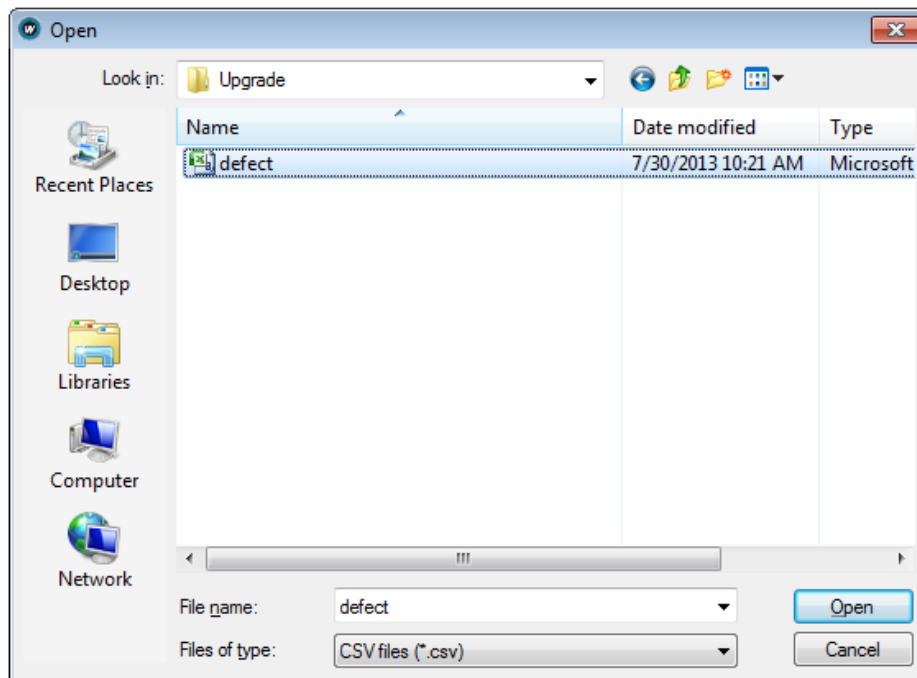 Open
Look in: Upgrade
Name Date modified Type
defect 7/30/2013 10:21 AM Microsoft
Recent Places
Desktop
Libraries
Computer
Network
File name: defect Open
Files of type: CSV files (*.csv) Cancel